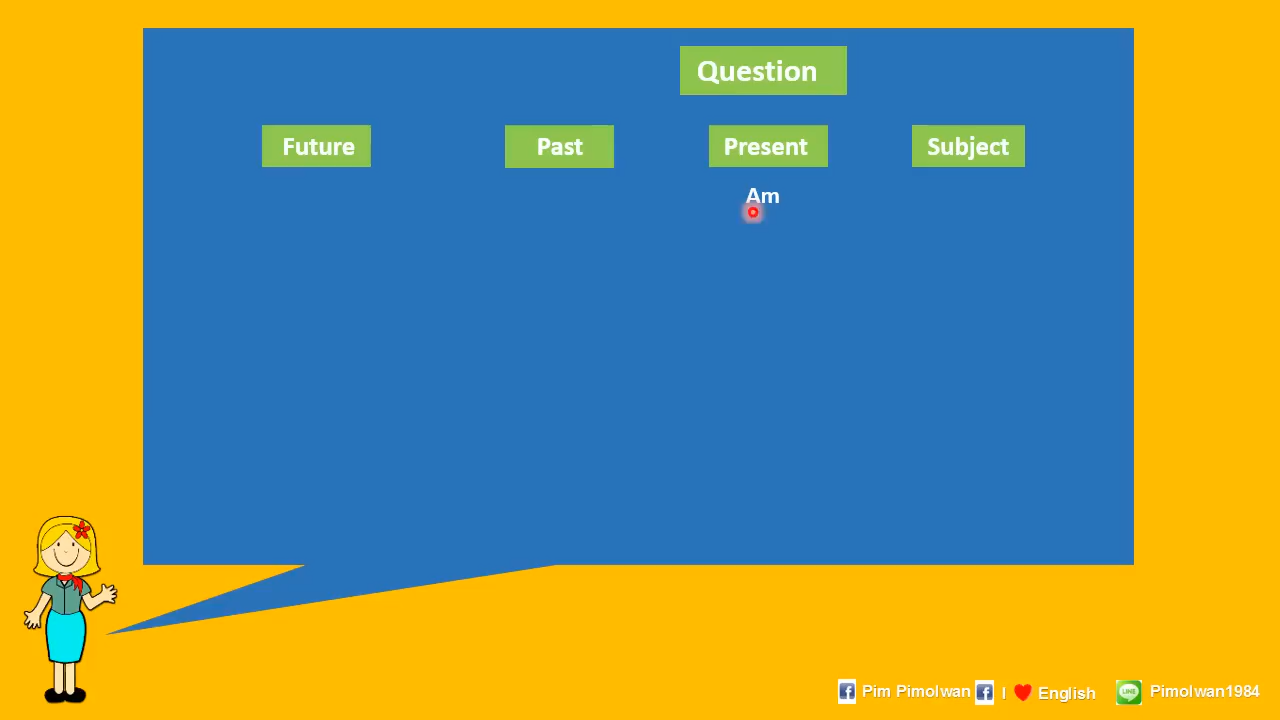 Question
Future Past Present Subject
Am
Pim Pimolwan I English Pimolwan1984